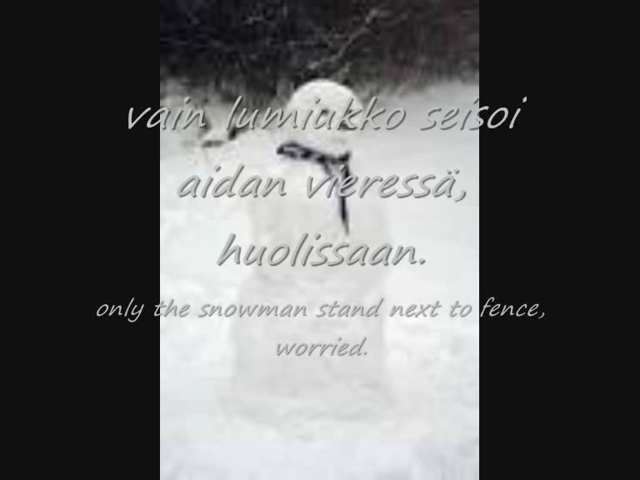 vain lumiukko seisoi
aidan vieressä,
huolissaan.
only the snowman stand next to fence,
worried.